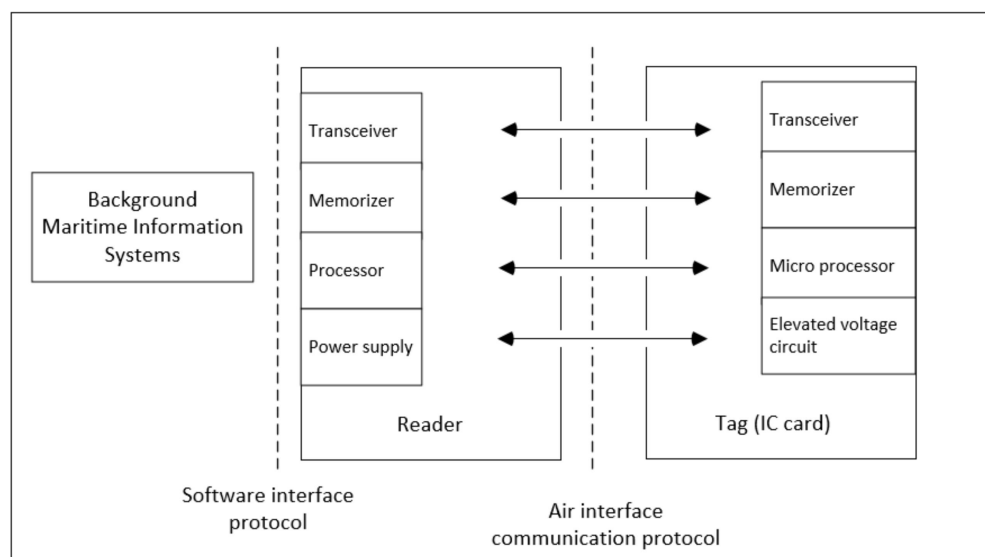 Background
Maritime Information
Systems
Transceiver
Memorizer
Processor
Power supply
Reader
Transceiver
Memorizer
Micro processor
Elevated voltage
circuit
Tag (IC card)
Software interface
protocol
Air interface
communication protocol